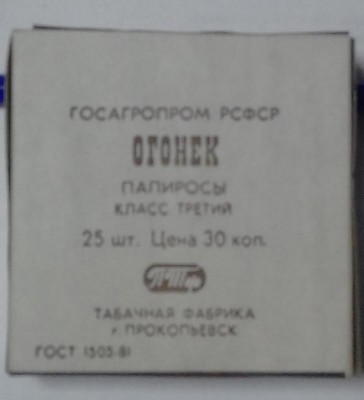 ГОСАГРОПРОМ РСФСР
ОГОНЕК
ПАПИРОСЫ
КЛАСС ТРЕТИЙ
25 шт. Цена 30 коп.
ТАБАЧНАЯ ФАБРИКА
г. ПРОКОПЬЕВСК
ГОСТ 1505-81